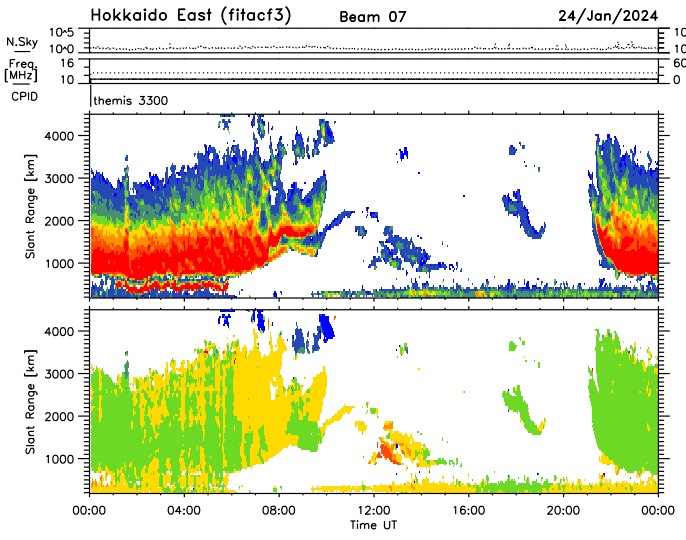 Hokkaido East (fitacf3) Beam 07 24/Jan/2024
N.Sky 10^5 10^0 10^5 10^0
Freq. [MHz] 16 10 60 0
CPID themis 3300
Slant Range [km] 4000 3000 2000 1000
Slant Range [km] 4000 3000 2000 1000
00:00 04:00 08:00 12:00 16:00 20:00 00:00
Time UT